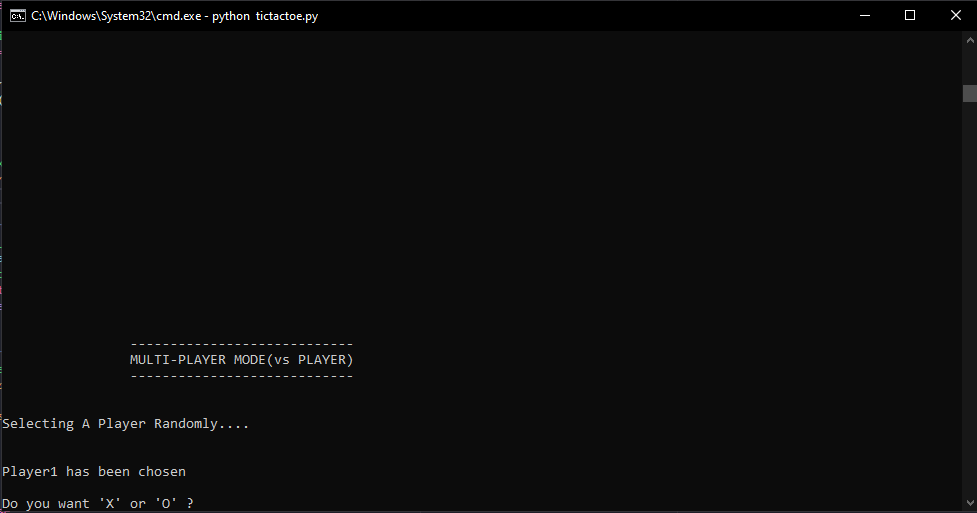 C:\Windows\System32\cmd.exe - python  tictactoe.py
----------------------------
MULTI-PLAYER MODE(vs PLAYER)
----------------------------
Selecting A Player Randomly....
Player1 has been chosen
Do you want 'X' or 'O' ?